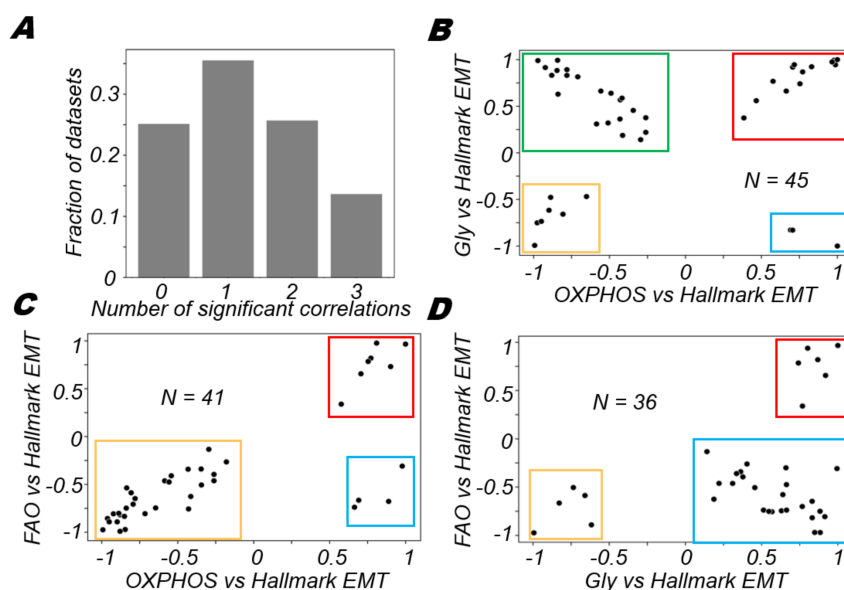 A
Fraction of datasets
0.3
0.2
0.1
0
0 1 2 3
Number of significant correlations
B
Gly vs Hallmark EMT
1
0.5
0
-0.5
-1
N = 45
-1 -0.5 0 0.5 1
OXPHOS vs Hallmark EMT
C
FAO vs Hallmark EMT
1
0.5
0
-0.5
-1
N = 41
-1 -0.5 0 0.5 1
OXPHOS vs Hallmark EMT
D
FAO vs Hallmark EMT
1
0.5
0
-0.5
-1
N = 36
-1 -0.5 0 0.5 1
Gly vs Hallmark EMT